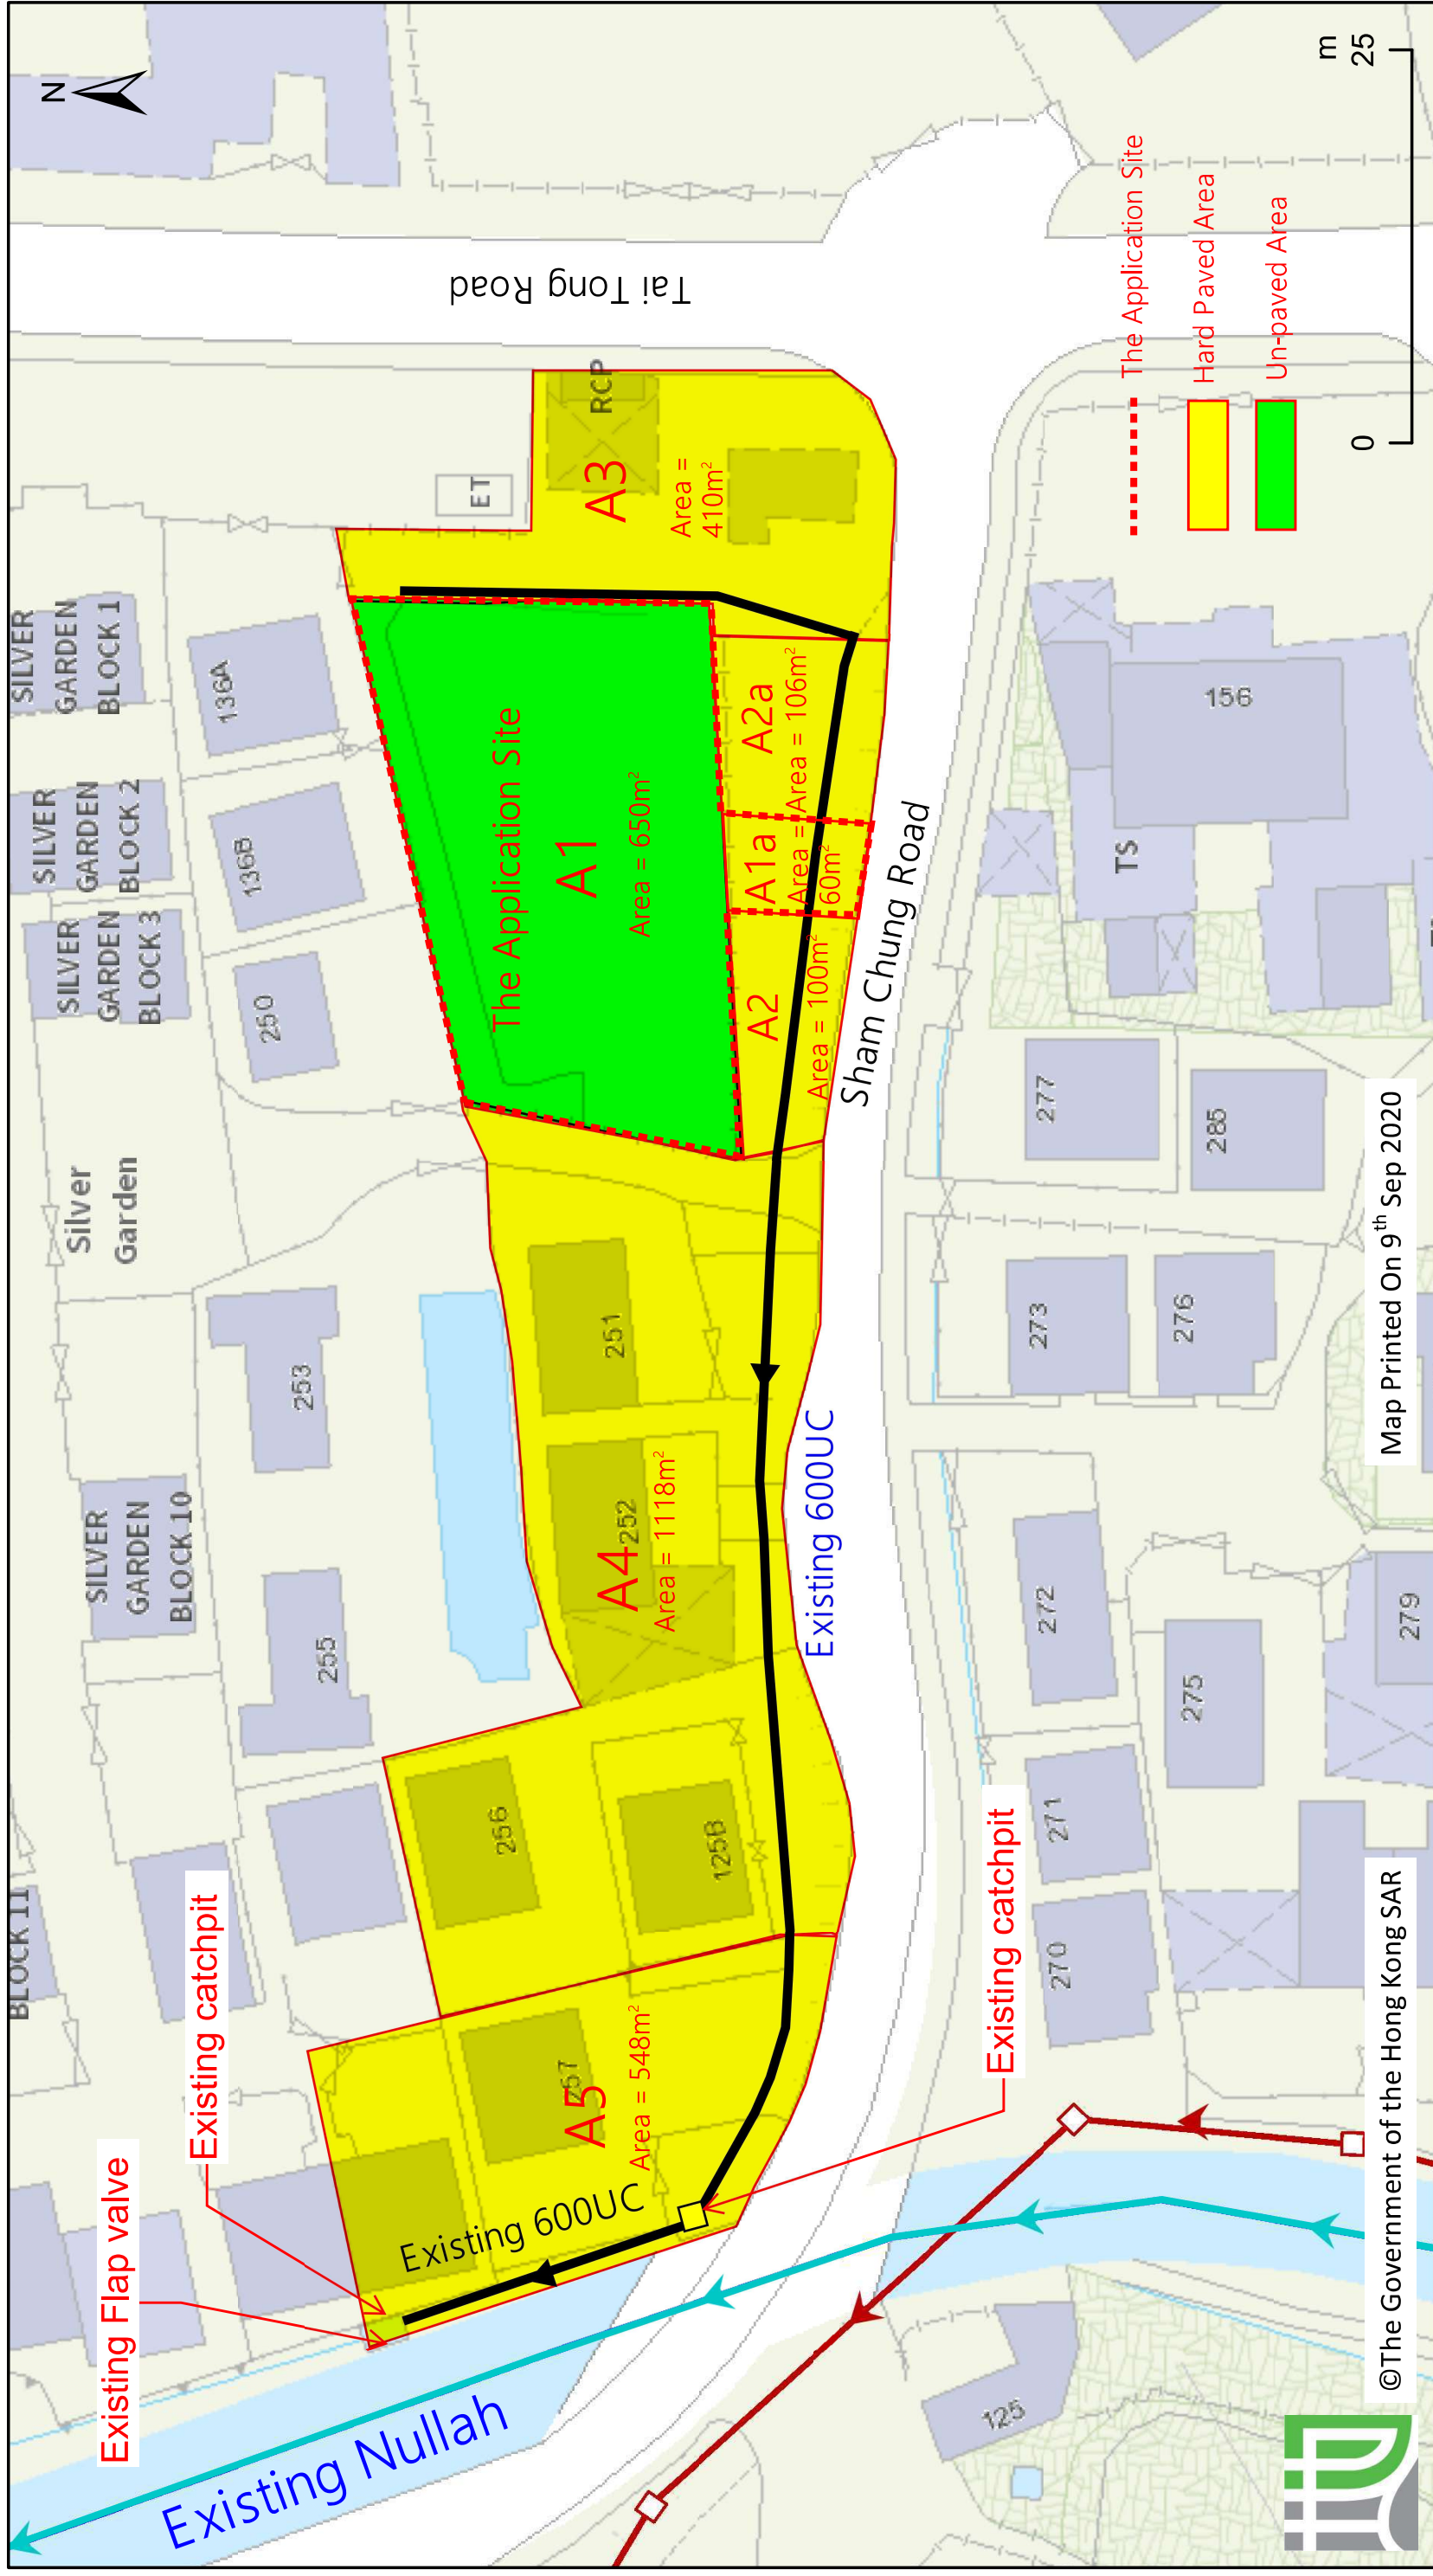 N
SILVER
GARDEN
BLOCK 1
SILVER
GARDEN
BLOCK 2
SILVER
GARDEN
BLOCK 3
Silver
Garden
SILVER
GARDEN
BLOCK 10
BLOCK 11
136A
136B
250
253
255
ET
RCP
Tai Tong Road
A3
Area =
410m²
The Application Site
A1
Area = 650m²
A2a
Area = 106m²
A1a
Area =
60m²
A2
Area = 100m²
Sham Chung Road
251
252
A4
Area = 1118m²
256
125B
Existing 600UC
257
A5
Area = 548m²
Existing 600UC
Existing catchpit
Existing Flap valve
Existing catchpit
Existing Nullah
156
TS
277
285
273
276
272
275
279
271
270
125
The Application Site
Hard Paved Area
Un-paved Area
m
0
25
Map Printed On 9th Sep 2020
©The Government of the Hong Kong SAR